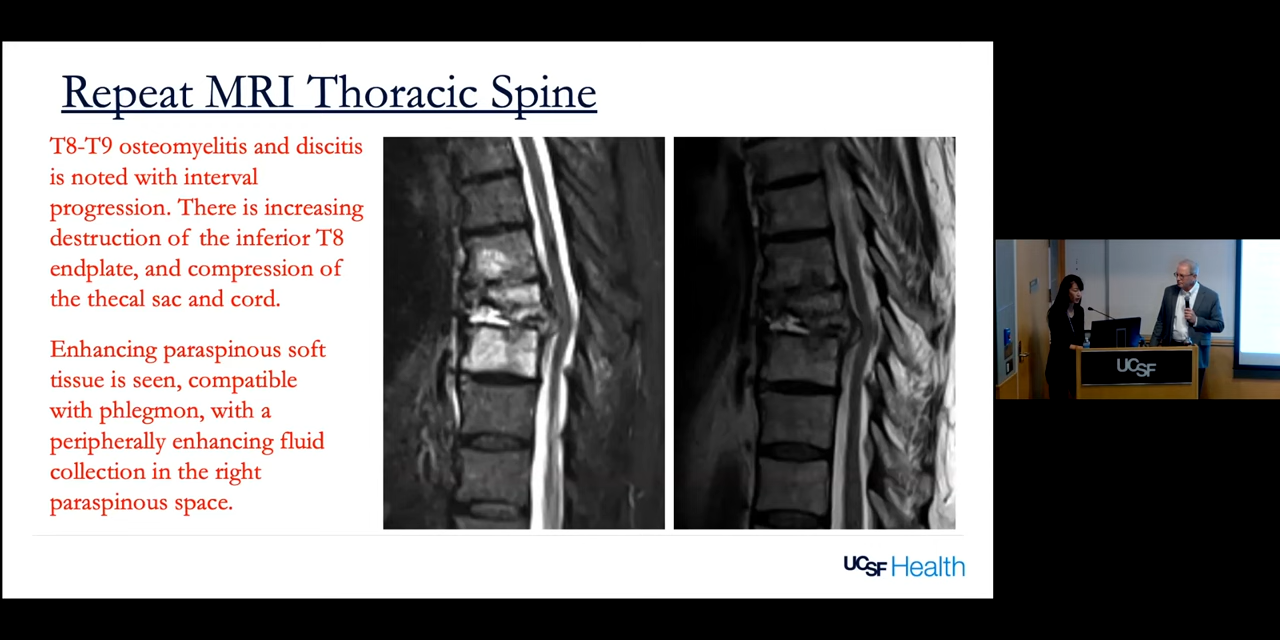 Repeat MRI Thoracic Spine
T8-T9 osteomyelitis and discitis
is noted with interval
progression. There is increasing
destruction of the inferior T8
endplate, and compression of
the thecal sac and cord.
Enhancing paraspinous soft
tissue is seen, compatible
with phlegmon, with a
peripherally enhancing fluid
collection in the right
paraspinous space.
UCSF Health
UCSF